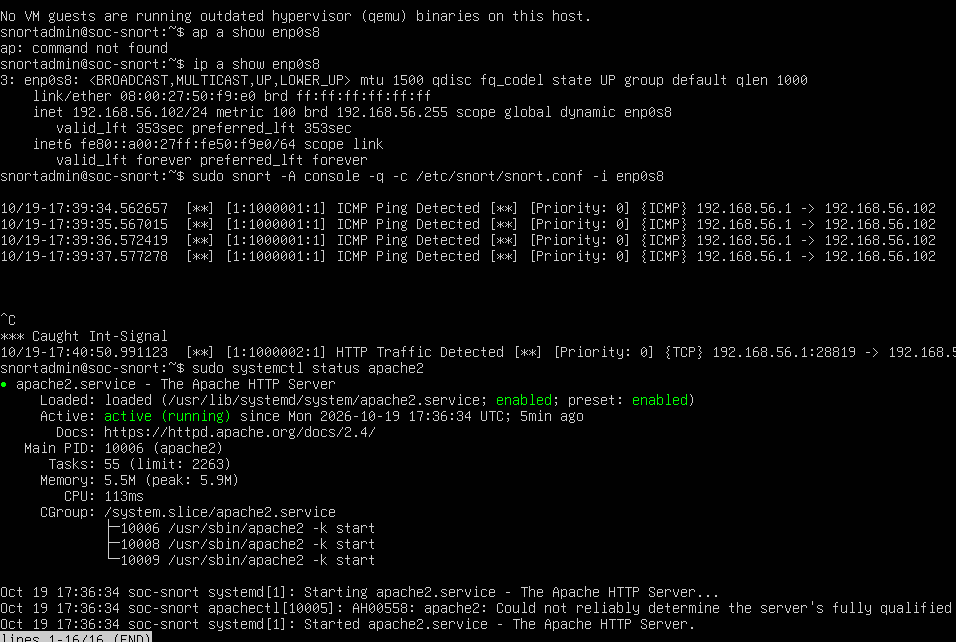 No VM guests are running outdated hypervisor (qemu) binaries on this host.
snortadmin@soc-snort:~$ ap a show enp0s8
ap: command not found
snortadmin@soc-snort:~$ ip a show enp0s8
3: enp0s8: <BROADCAST,MULTICAST,UP,LOWER_UP> mtu 1500 qdisc fq_codel state UP group default qlen 1000
    link/ether 08:00:27:50:f9:e0 brd ff:ff:ff:ff:ff:ff
    inet 192.168.56.102/24 metric 100 brd 192.168.56.255 scope global dynamic enp0s8
       valid_lft 353sec preferred_lft 353sec
    inet6 fe80::a00:27ff:fe50:f9e0/64 scope link
       valid_lft forever preferred_lft forever
snortadmin@soc-snort:~$ sudo snort -A console -q -c /etc/snort/snort.conf -i enp0s8
10/19-17:39:34.562657  [**] [1:1000001:1] ICMP Ping Detected [**] [Priority: 0] {ICMP} 192.168.56.1 -> 192.168.56.102
10/19-17:39:35.567015  [**] [1:1000001:1] ICMP Ping Detected [**] [Priority: 0] {ICMP} 192.168.56.1 -> 192.168.56.102
10/19-17:39:36.572419  [**] [1:1000001:1] ICMP Ping Detected [**] [Priority: 0] {ICMP} 192.168.56.1 -> 192.168.56.102
10/19-17:39:37.577278  [**] [1:1000001:1] ICMP Ping Detected [**] [Priority: 0] {ICMP} 192.168.56.1 -> 192.168.56.102
^C
*** Caught Int-Signal
10/19-17:40:50.991123  [**] [1:1000002:1] HTTP Traffic Detected [**] [Priority: 0] {TCP} 192.168.56.1:28819 -> 192.168.5
snortadmin@soc-snort:~$ sudo systemctl status apache2
● apache2.service - The Apache HTTP Server
     Loaded: loaded (/usr/lib/systemd/system/apache2.service; enabled; preset: enabled)
     Active: active (running) since Mon 2026-10-19 17:36:34 UTC; 5min ago
       Docs: https://httpd.apache.org/docs/2.4/
   Main PID: 10006 (apache2)
      Tasks: 55 (limit: 2263)
     Memory: 5.5M (peak: 5.9M)
        CPU: 113ms
     CGroup: /system.slice/apache2.service
             ├─10006 /usr/sbin/apache2 -k start
             ├─10008 /usr/sbin/apache2 -k start
             └─10009 /usr/sbin/apache2 -k start
Oct 19 17:36:34 soc-snort systemd[1]: Starting apache2.service - The Apache HTTP Server...
Oct 19 17:36:34 soc-snort apachectl[10005]: AH00558: apache2: Could not reliably determine the server's fully qualified
Oct 19 17:36:34 soc-snort systemd[1]: Started apache2.service - The Apache HTTP Server.
lines 1-16/16 (END)